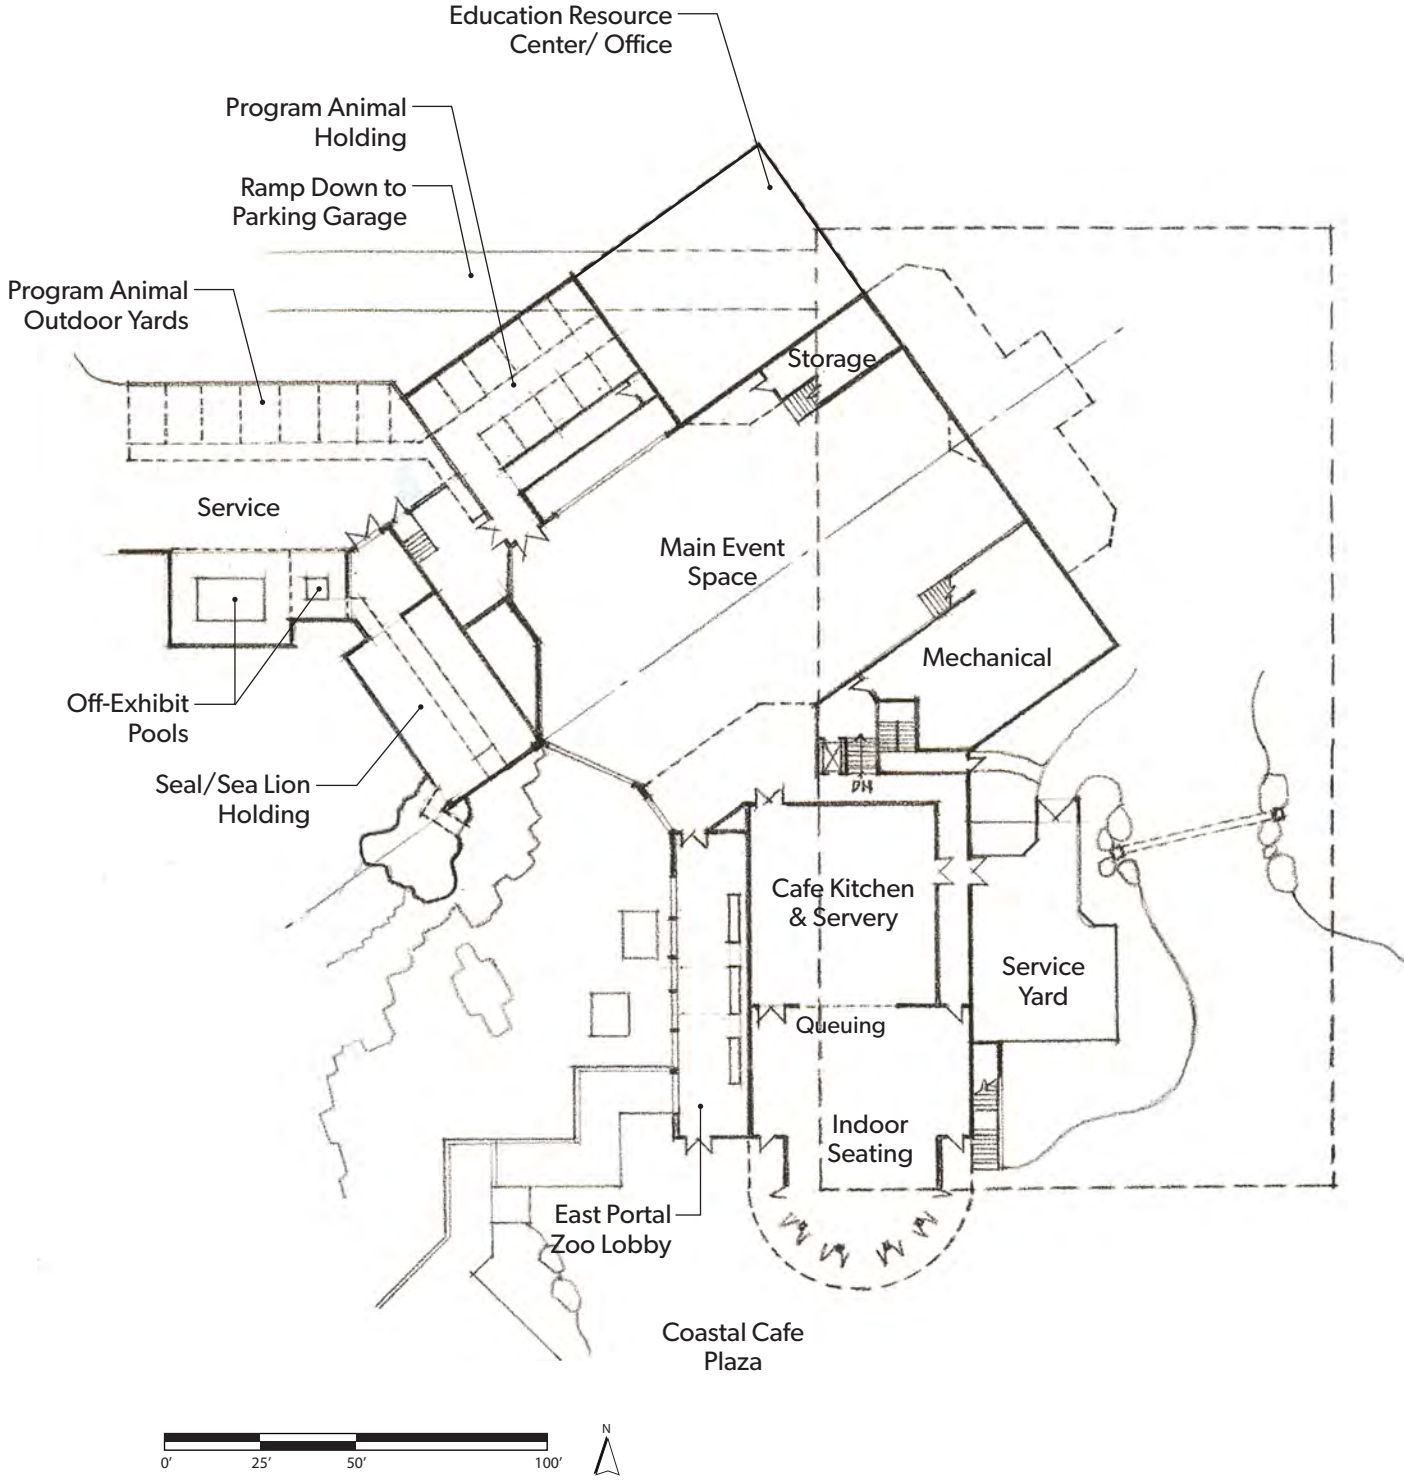 Education Resource
Center/ Office
Program Animal
Holding
Ramp Down to
Parking Garage
Program Animal
Outdoor Yards
Storage
Service
Main Event
Space
Mechanical
Off-Exhibit
Pools
Seal/Sea Lion
Holding
DN
Cafe Kitchen
& Servery
Service
Yard
Queuing
Indoor
Seating
East Portal
Zoo Lobby
Coastal Cafe
Plaza
0' 25' 50' 100'
N